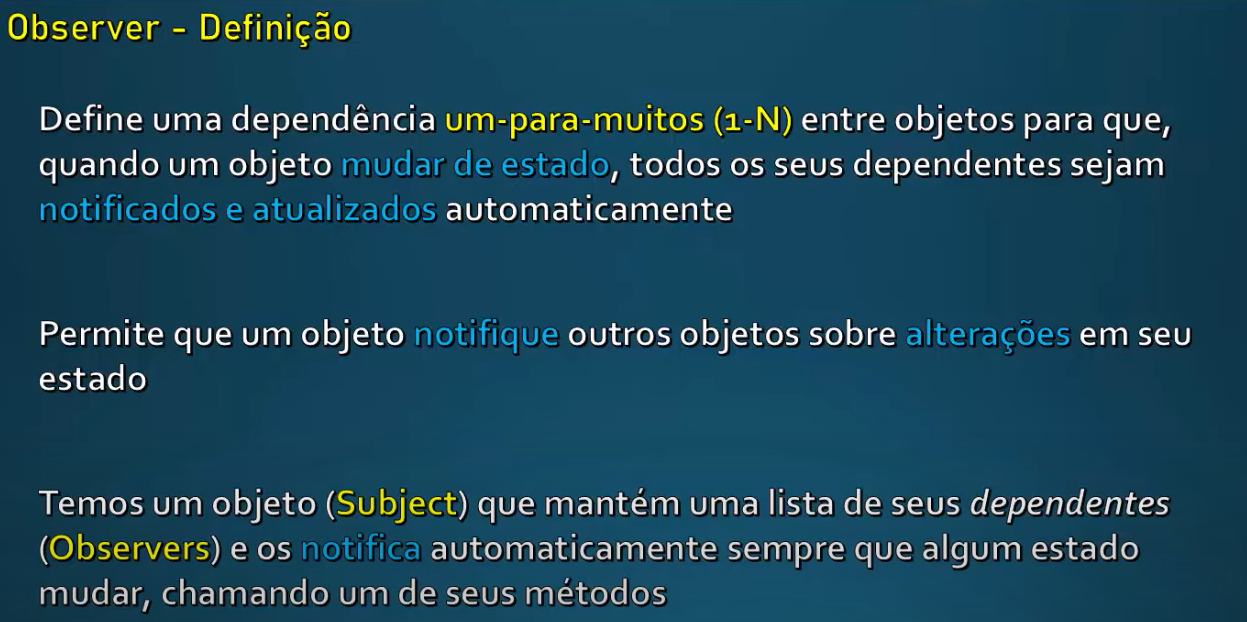 Observer - Definição
Define uma dependência um-para-muitos (1-N) entre objetos para que,
quando um objeto mudar de estado, todos os seus dependentes sejam
notificados e atualizados automaticamente
Permite que um objeto notifique outros objetos sobre alterações em seu
estado
Temos um objeto (Subject) que mantém uma lista de seus dependentes
(Observers) e os notifica automaticamente sempre que algum estado
mudar, chamando um de seus métodos